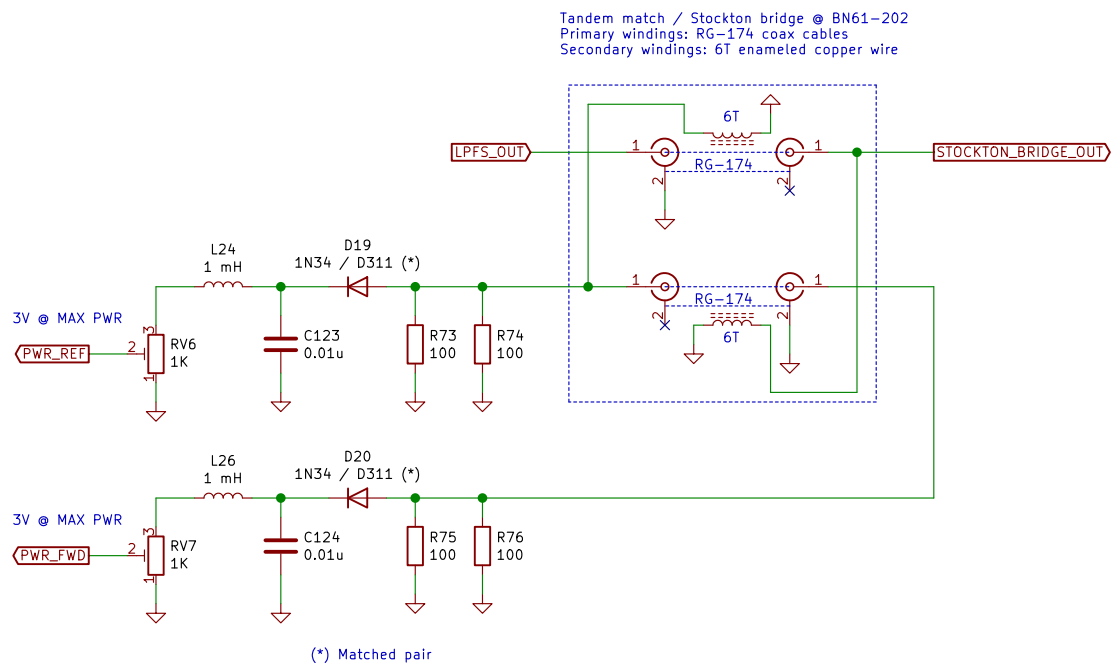 Tandem match / Stockton bridge @ BN61-202
Primary windings: RG-174 coax cables
Secondary windings: 6T enameled copper wire
6T
LPFS_OUT
1
1
STOCKTON_BRIDGE_OUT
RG-174
2
2
L24
1 mH
D19
1N34 / D311 (*)
1
1
RG-174
2
2
6T
3V @ MAX PWR
PWR_REF
3
2
1
RV6
1K
C123
0.01u
R73
100
R74
100
L26
1 mH
D20
1N34 / D311 (*)
3V @ MAX PWR
PWR_FWD
3
2
1
RV7
1K
C124
0.01u
R75
100
R76
100
(*) Matched pair